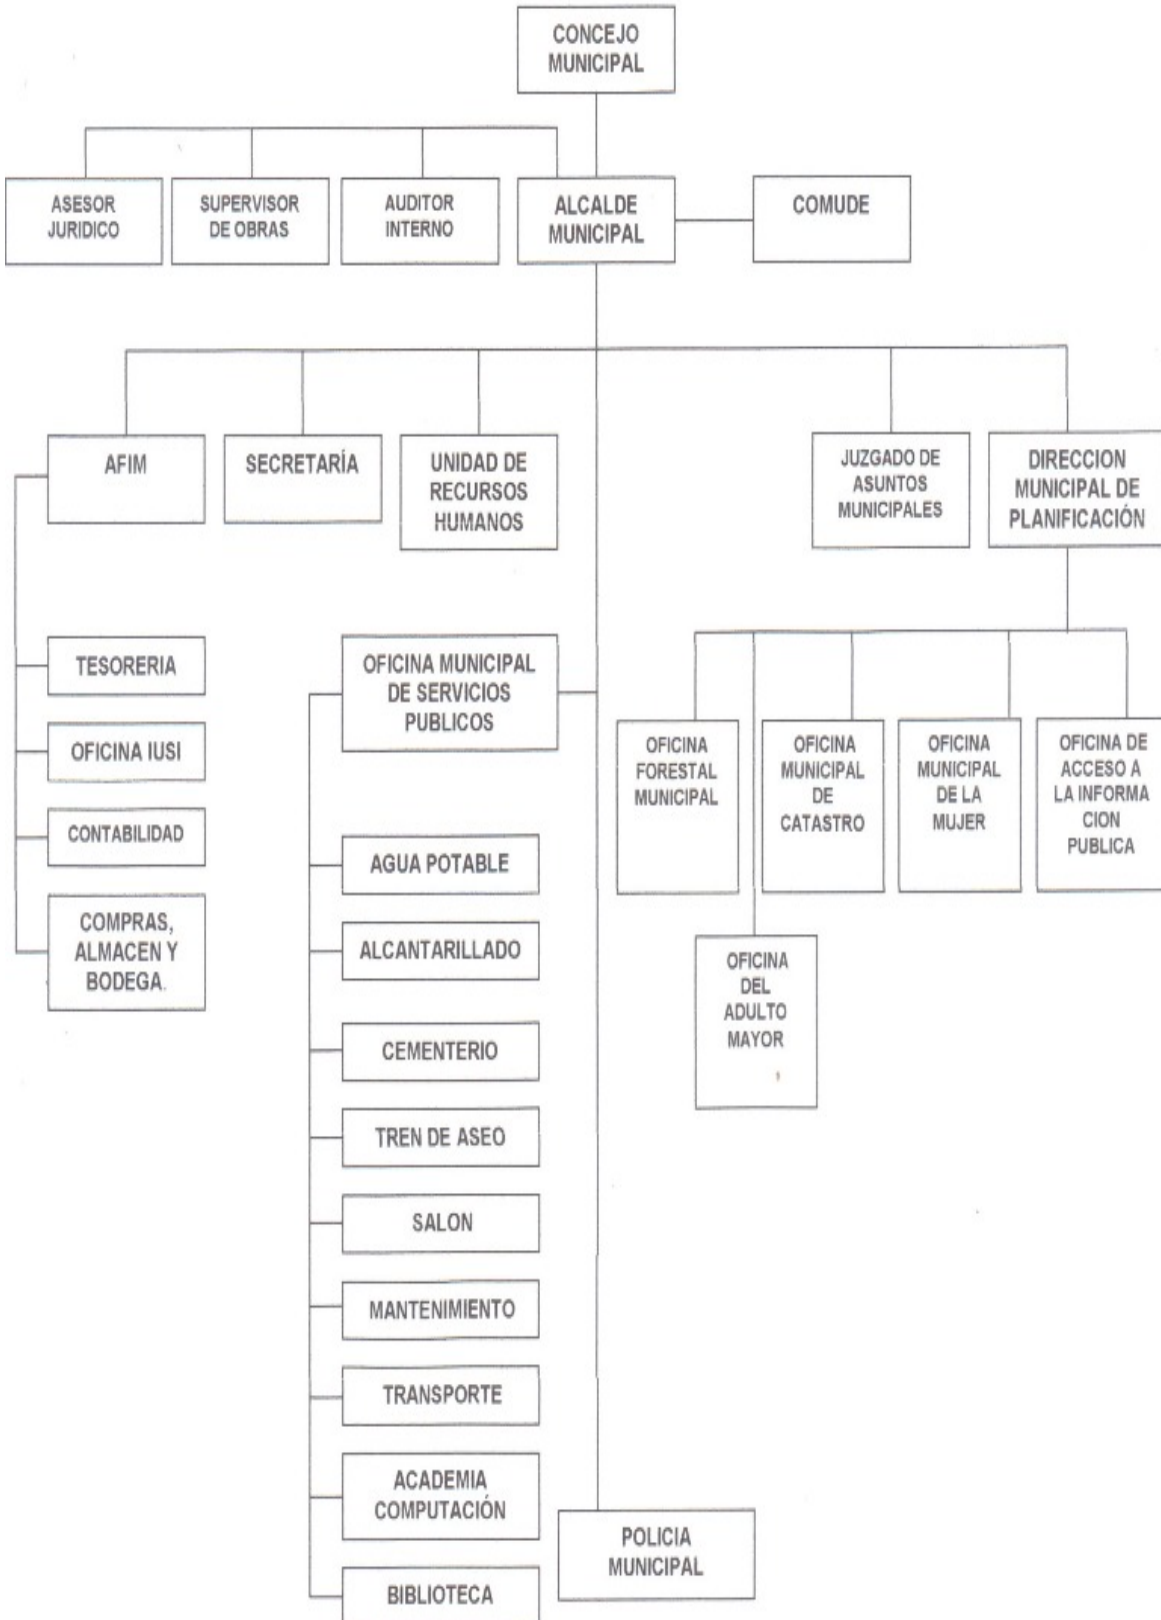 CONCEJO
MUNICIPAL
ASESOR
JURIDICO
SUPERVISOR
DE OBRAS
AUDITOR
INTERNO
ALCALDE
MUNICIPAL
COMUDE
AFIM
SECRETARÍA
UNIDAD DE
RECURSOS
HUMANOS
JUZGADO DE
ASUNTOS
MUNICIPALES
DIRECCION
MUNICIPAL DE
PLANIFICACIÓN
TESORERIA
OFICINA IUSI
CONTABILIDAD
COMPRAS,
ALMACEN Y
BODEGA.
OFICINA MUNICIPAL
DE SERVICIOS
PUBLICOS
AGUA POTABLE
ALCANTARILLADO
CEMENTERIO
TREN DE ASEO
SALON
MANTENIMIENTO
TRANSPORTE
ACADEMIA
COMPUTACIÓN
BIBLIOTECA
OFICINA
FORESTAL
MUNICIPAL
OFICINA
MUNICIPAL
DE
CATASTRO
OFICINA
MUNICIPAL
DE LA
MUJER
OFICINA DE
ACCESO A
LA INFORMA
CION
PUBLICA
OFICINA
DEL
ADULTO
MAYOR
POLICIA
MUNICIPAL